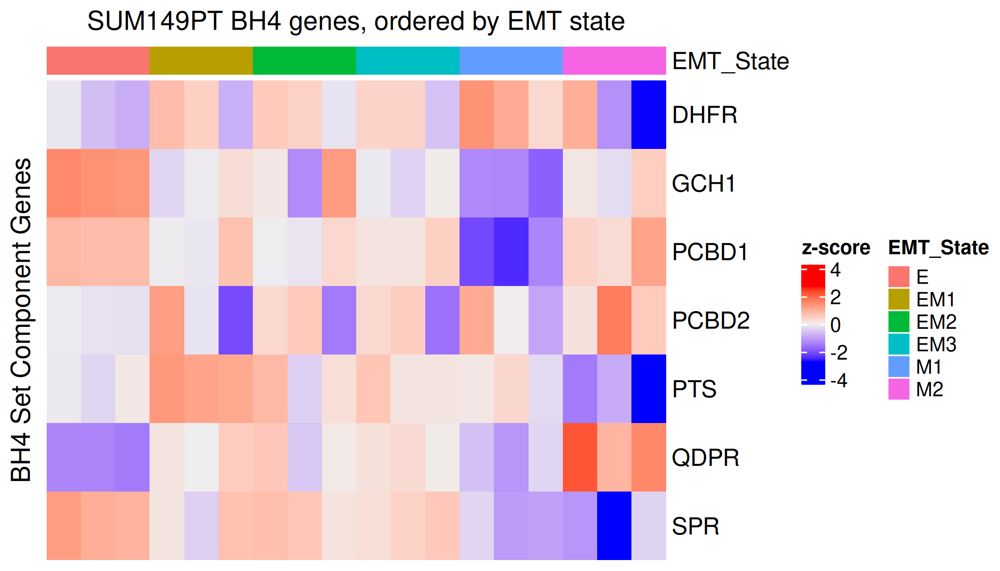 SUM149PT BH4 genes, ordered by EMT state
EMT_State
BH4 Set Component Genes
DHFR
GCH1
PCBD1
PCBD2
PTS
QDPR
SPR
z-score
4
2
0
-2
-4
EMT_State
E
EM1
EM2
EM3
M1
M2